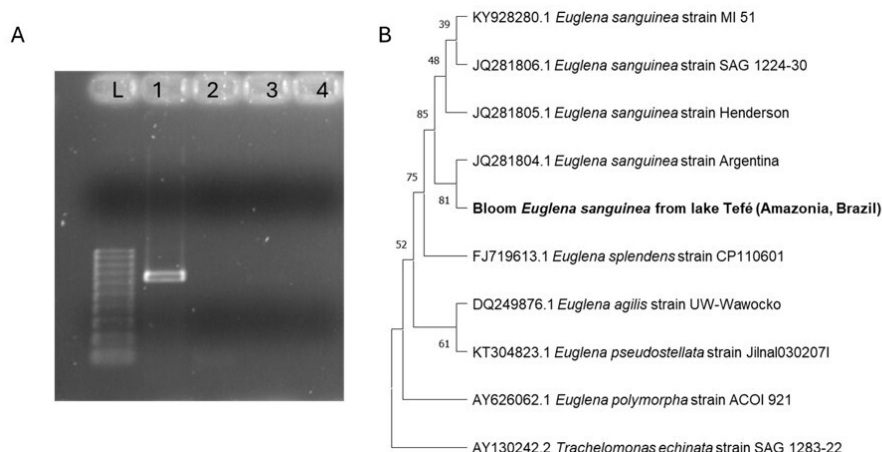 A
L 1 2 3 4
B
39
KY928280.1 Euglena sanguinea strain MI 51
48
JQ281806.1 Euglena sanguinea strain SAG 1224-30
85
JQ281805.1 Euglena sanguinea strain Henderson
75
JQ281804.1 Euglena sanguinea strain Argentina
81
Bloom Euglena sanguinea from lake Tefé (Amazonia, Brazil)
52
FJ719613.1 Euglena splendens strain CP110601
DQ249876.1 Euglena agilis strain UW-Wawocko
61
KT304823.1 Euglena pseudostellata strain Jilnal030207I
AY626062.1 Euglena polymorpha strain ACOI 921
AY130242.2 Trachelomonas echinata strain SAG 1283-22